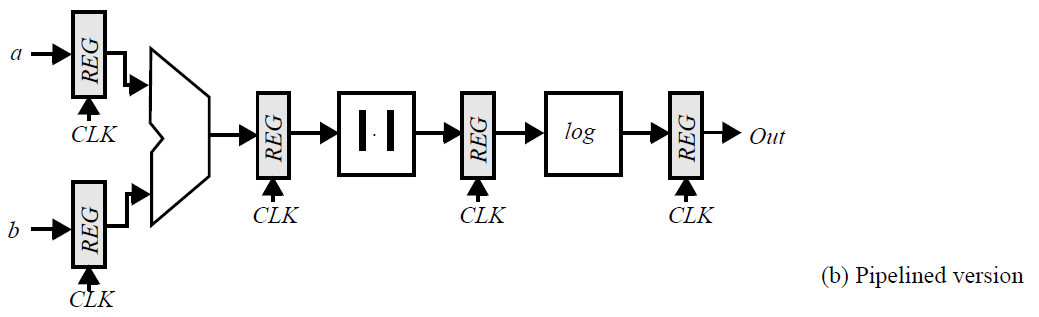 a
REG
CLK
REG
| · |
REG
log
REG
Out
CLK
CLK
CLK
b
REG
CLK
(b) Pipelined version